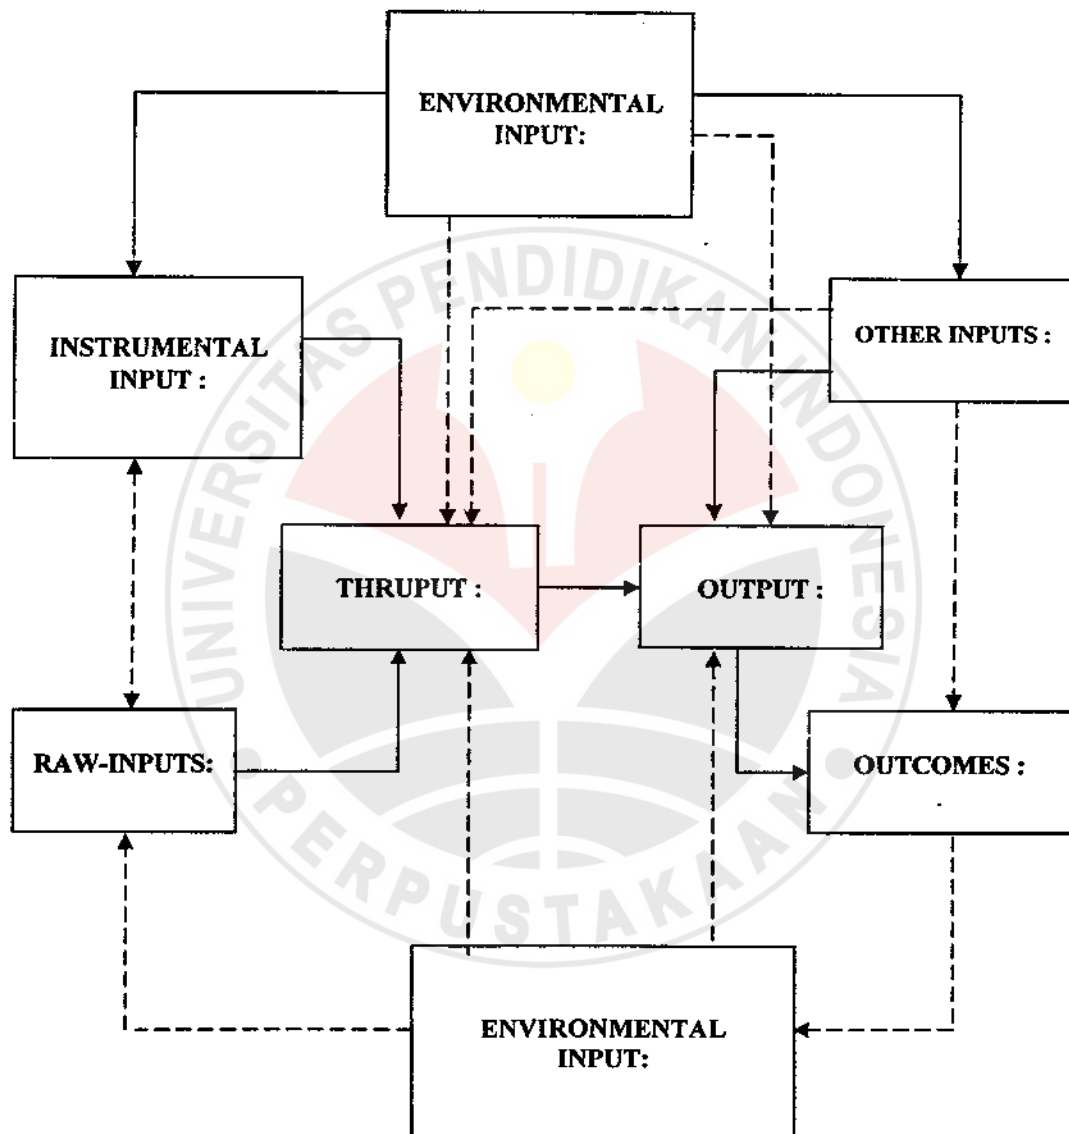 ENVIRONMENTAL
INPUT:
INSTRUMENTAL
INPUT :
OTHER INPUTS :
THRUPUT :
OUTPUT :
RAW-INPUTS:
OUTCOMES :
ENVIRONMENTAL
INPUT:
UNIVERSITAS PENDIDIKAN INDONESIA
PERPUSTAKAAN